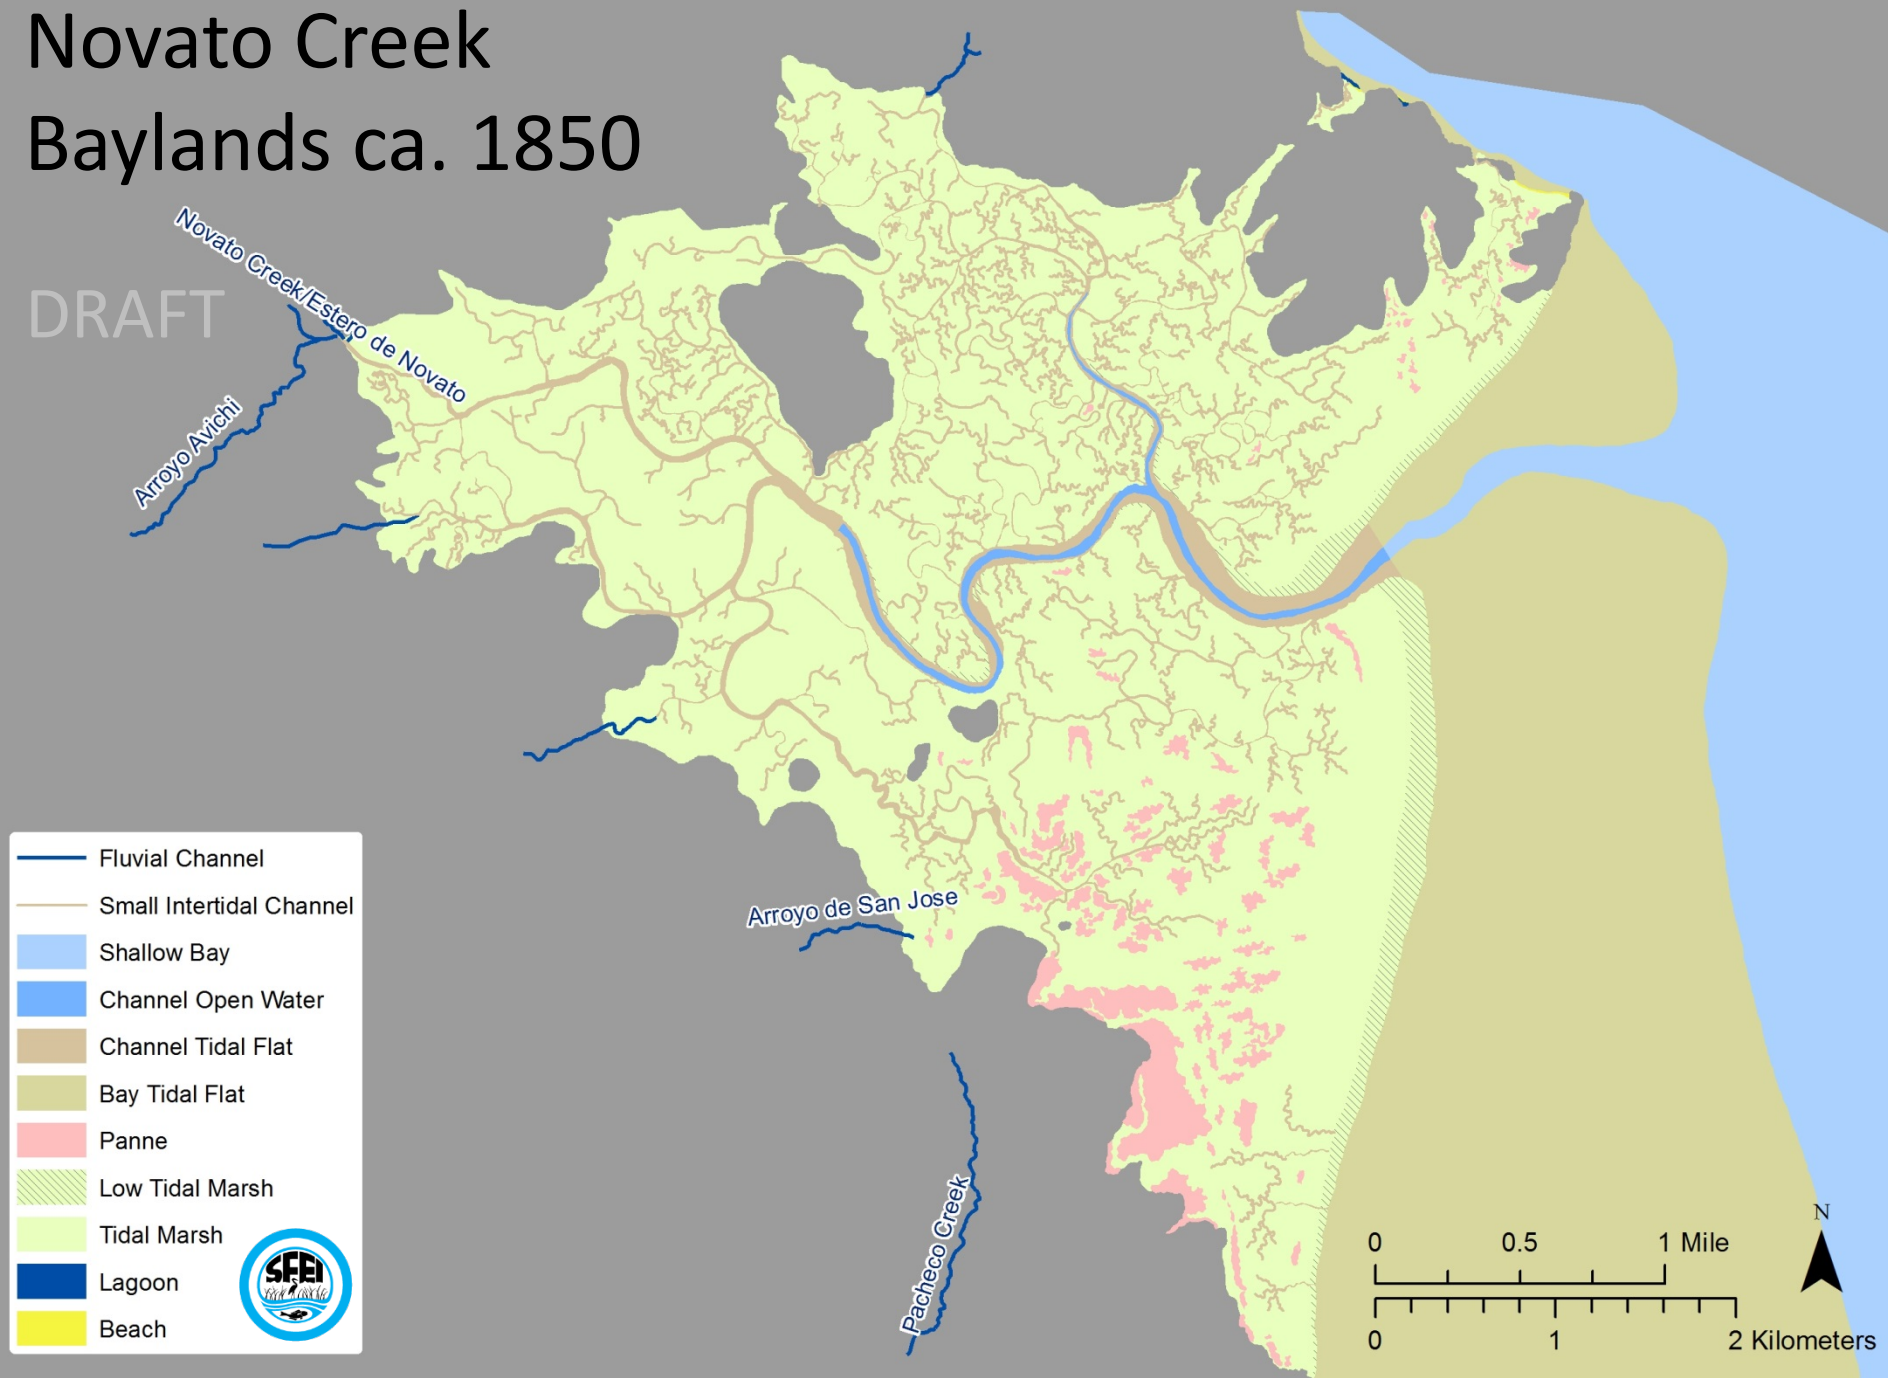 Novato Creek
Baylands ca. 1850
DRAFT
Novato Creek/Estero de Novato
Arroyo Avichi
Arroyo de San Jose
Pacheco Creek
Fluvial Channel
Small Intertidal Channel
Shallow Bay
Channel Open Water
Channel Tidal Flat
Bay Tidal Flat
Panne
Low Tidal Marsh
Tidal Marsh
Lagoon
Beach
SFEI
N
0 0.5 1 Mile
0 1 2 Kilometers